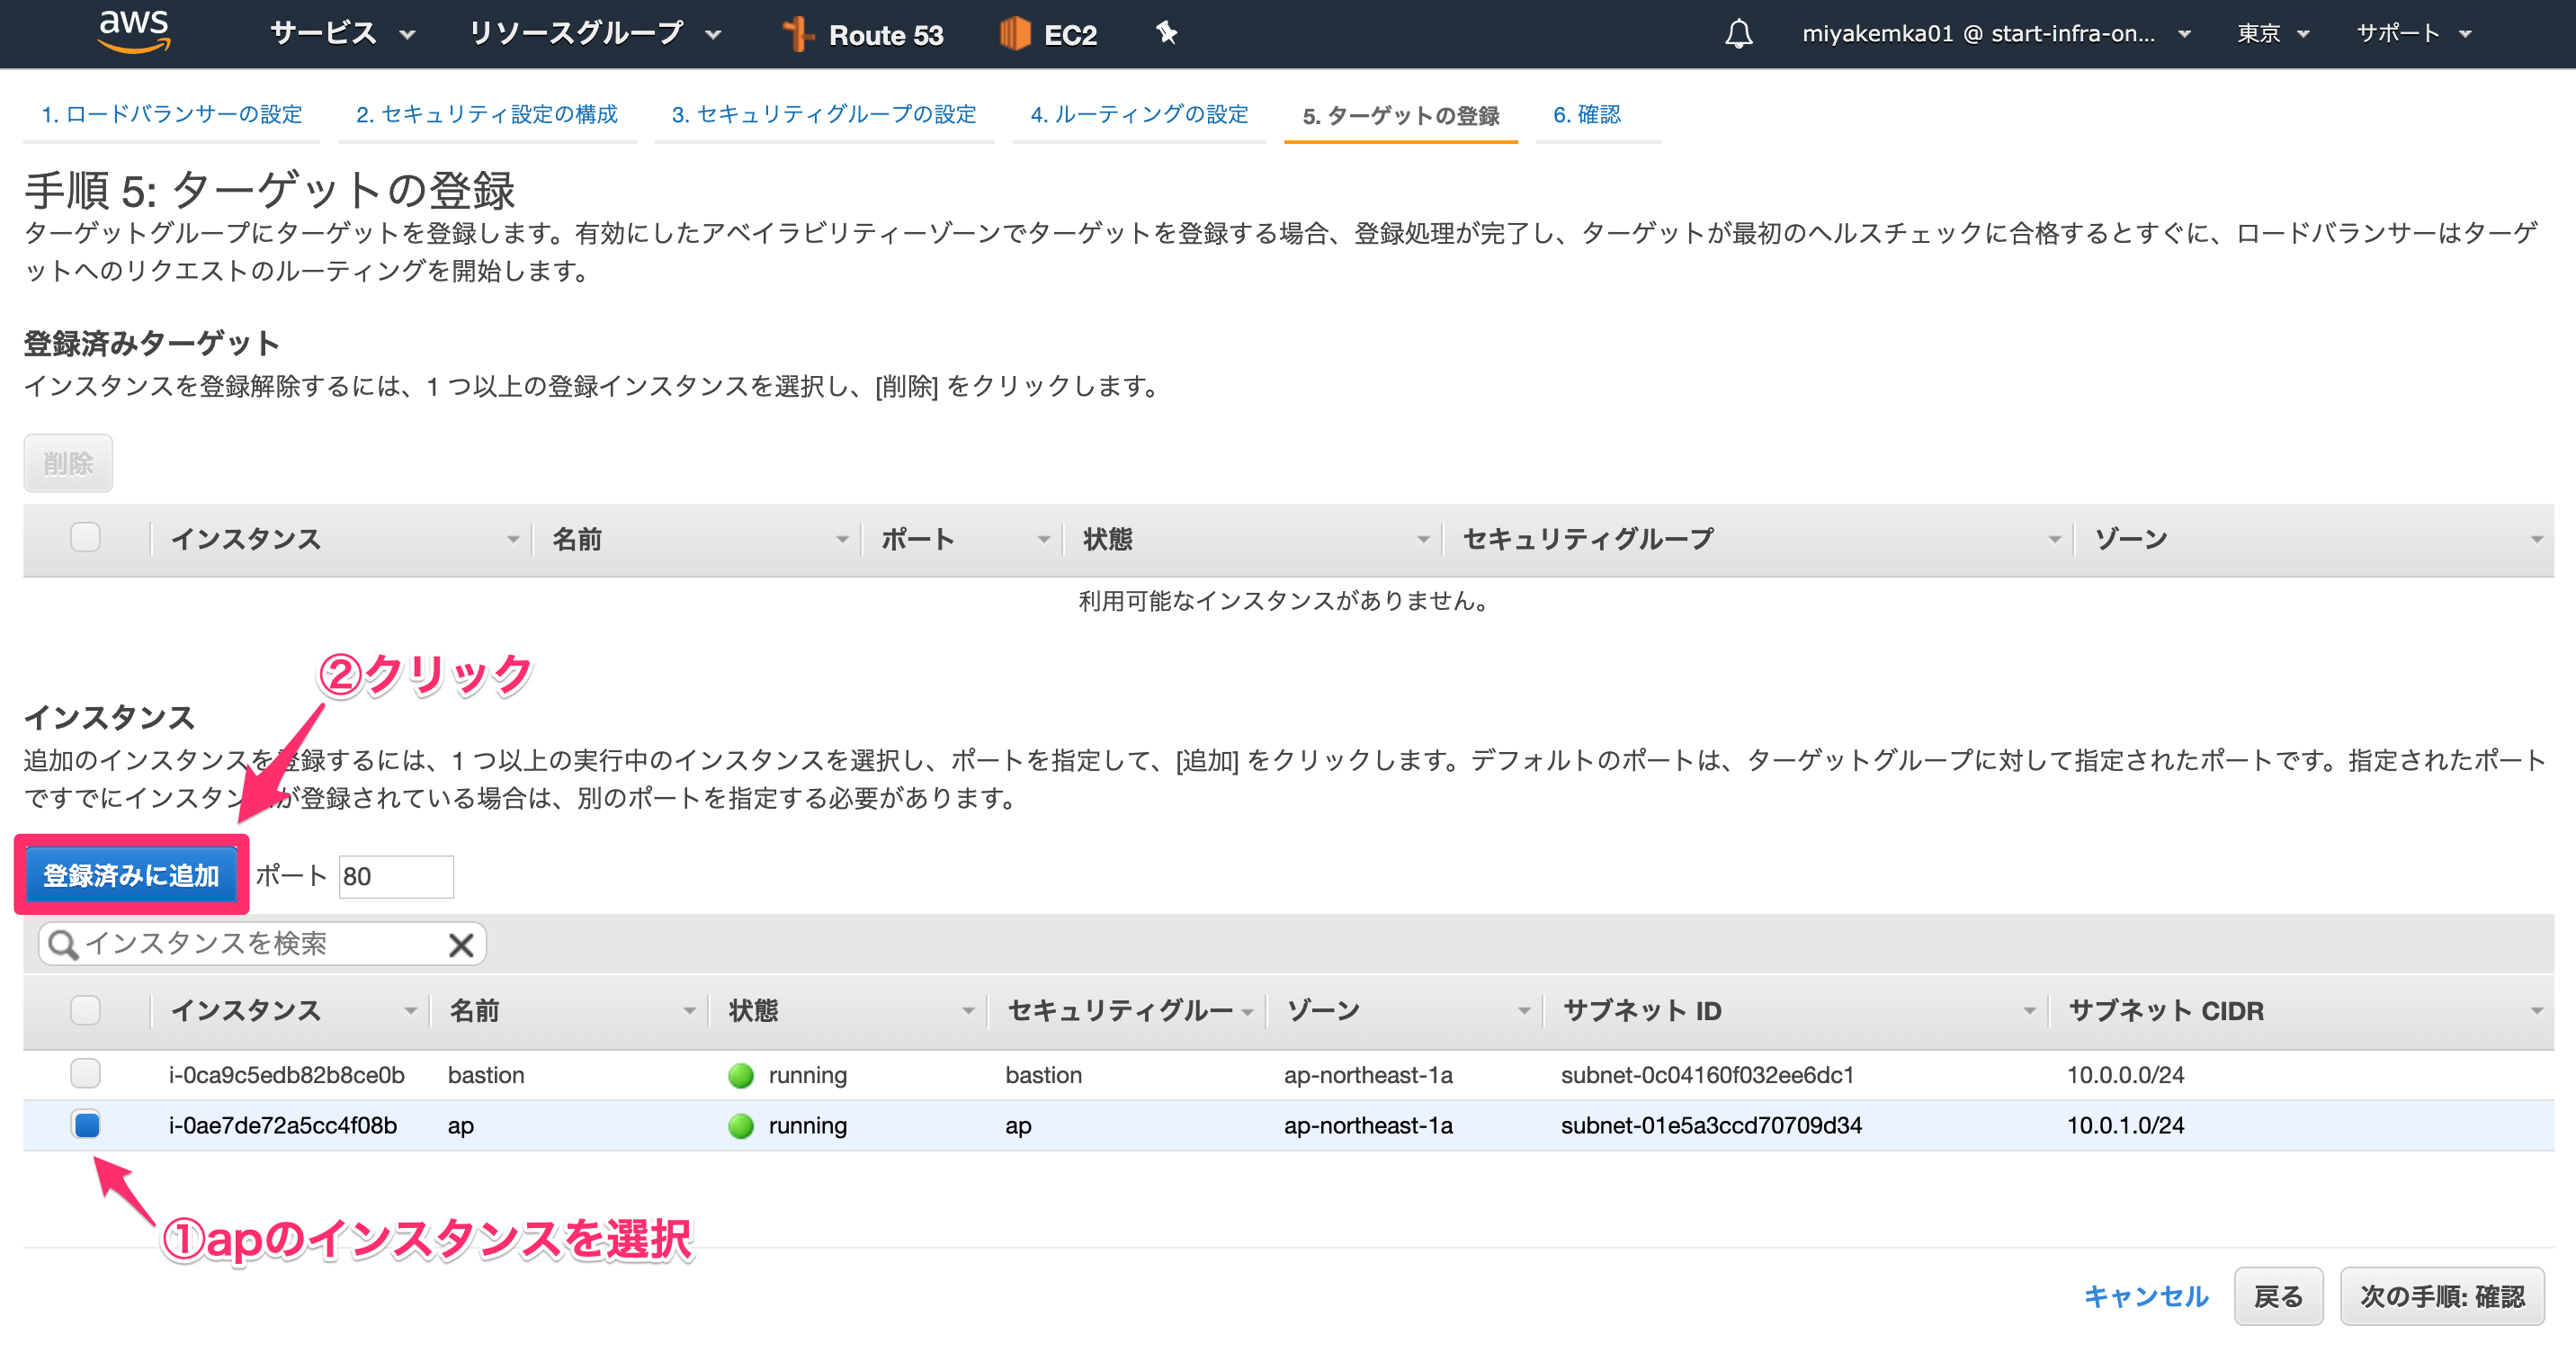 aws サービス リソースグループ Route 53 EC2 miyakemka01 @ start-infra-on... 東京 サポート
1. ロードバランサーの設定 2. セキュリティ設定の構成 3. セキュリティグループの設定 4. ルーティングの設定 5. ターゲットの登録 6. 確認
手順 5: ターゲットの登録
ターゲットグループにターゲットを登録します。有効にしたアベイラビリティーゾーンでターゲットを登録する場合、登録処理が完了し、ターゲットが最初のヘルスチェックに合格するとすぐに、ロードバランサーはターゲ
ットへのリクエストのルーティングを開始します。
登録済みターゲット
インスタンスを登録解除するには、1 つ以上の登録インスタンスを選択し、[削除] をクリックします。
削除
インスタンス 名前 ポート 状態 セキュリティグループ ゾーン
利用可能なインスタンスがありません。
②クリック
インスタンス
追加のインスタンスを登録するには、1 つ以上の実行中のインスタンスを選択し、ポートを指定して、[追加] をクリックします。デフォルトのポートは、ターゲットグループに対して指定されたポートです。指定されたポート
ですでにインスタンスが登録されている場合は、別のポートを指定する必要があります。
登録済みに追加 ポート 80
インスタンスを検索
インスタンス 名前 状態 セキュリティグルー ゾーン サブネット ID サブネット CIDR
i-0ca9c5edb82b8ce0b bastion running bastion ap-northeast-1a subnet-0c04160f032ee6dc1 10.0.0.0/24
i-0ae7de72a5cc4f08b ap running ap ap-northeast-1a subnet-01e5a3ccd70709d34 10.0.1.0/24
①apのインスタンスを選択
キャンセル 戻る 次の手順: 確認